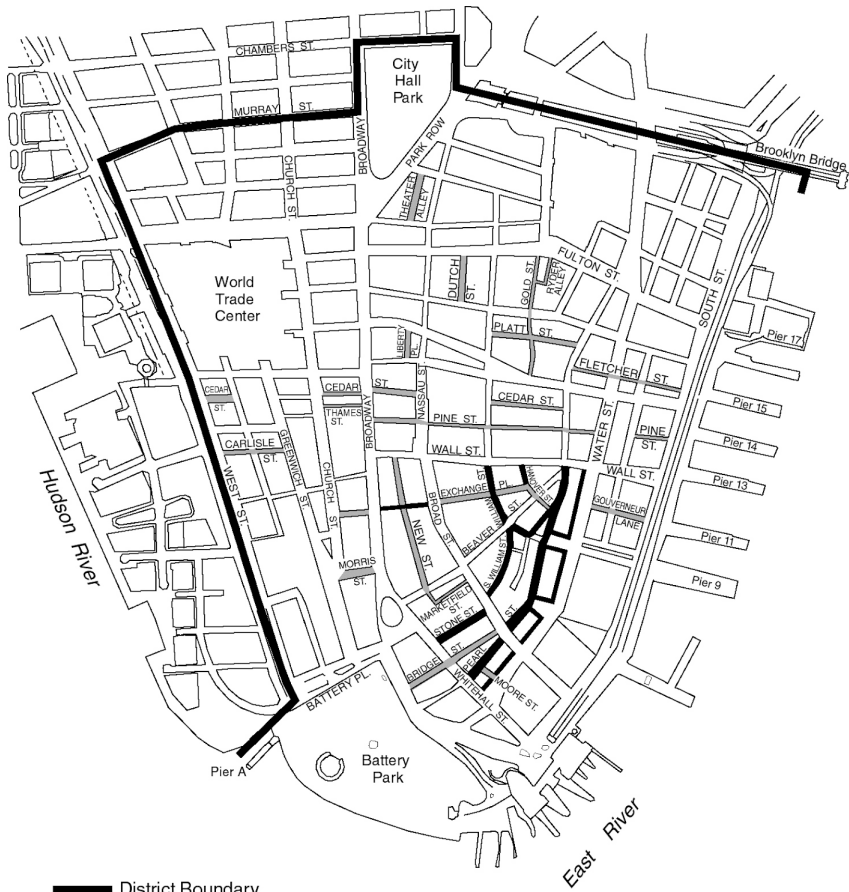 CHAMBERS ST.
City
Hall
Park
MURRAY ST.
BROADWAY
PARK ROW
Brooklyn Bridge
CHURCH ST.
THEATER
ALLEY
FULTON ST.
DUTCH
ST.
GOLD ST.
RYDER
ALLEY
SOUTH ST.
World
Trade
Center
PLATT ST.
Pier 17
LIBERTY
PL.
NASSAU ST.
FLETCHER ST.
CEDAR
ST.
CEDAR ST.
THAMES
ST.
BROADWAY
CEDAR ST.
Pier 15
PINE ST.
WATER ST.
PINE
ST.
Pier 14
CARLISLE
ST.
GREENWICH ST.
WALL ST.
WALL ST.
Pier 13
WEST ST.
CHURCH ST.
EXCHANGE PL.
BROAD ST.
WILLIAM ST.
HANOVER ST.
GOUVERNEUR
LANE
Hudson River
NEW ST.
BEAVER ST.
Pier 11
MORRIS
ST.
S. WILLIAM ST.
Pier 9
MARKETFIELD
ST.
STONE ST.
BRIDGE ST.
PEARL ST.
MOORE ST.
WHITEHALL ST.
BATTERY PL.
Pier A
Battery
Park
East River
District Boundary